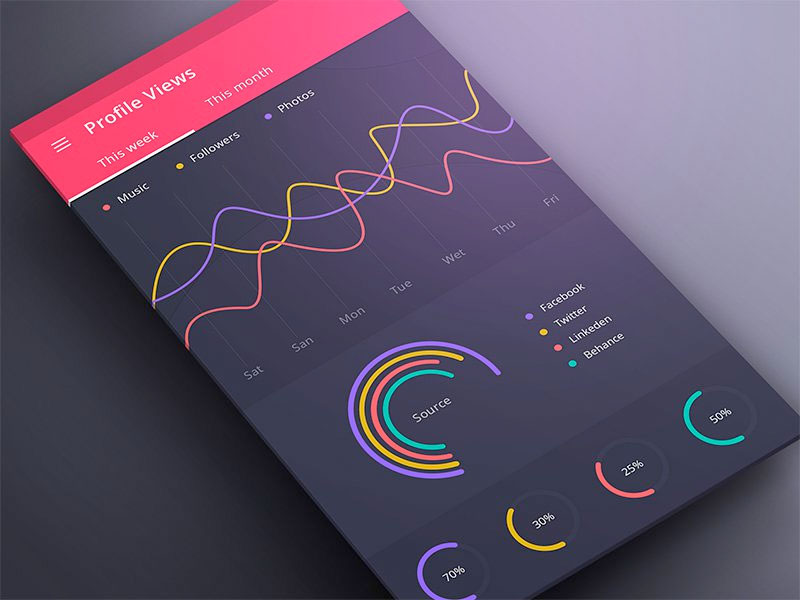 Profile Views
This week
This month
Music
Followers
Photos
Sat
San
Mon
Tue
Wet
Thu
Fri
Source
Facebook
Twitter
Linkeden
Behance
70%
30%
25%
50%